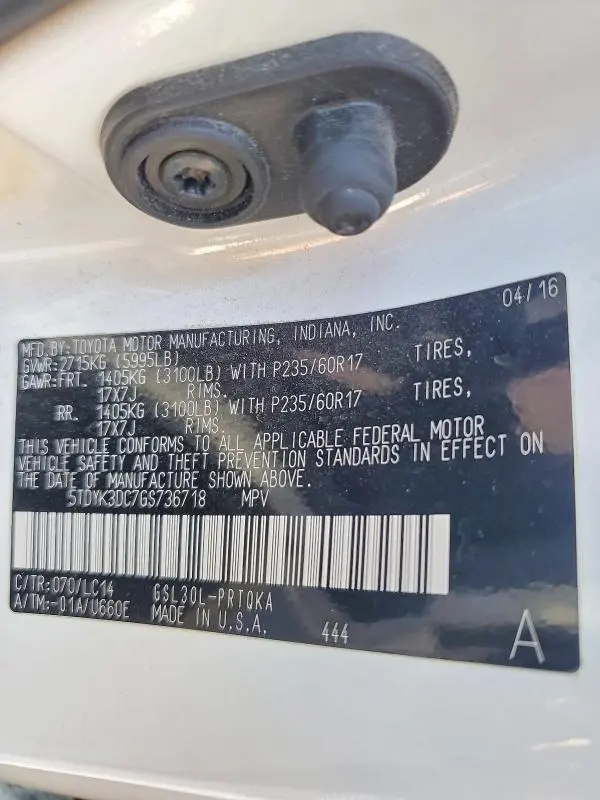 04/16
MFD.BY:TOYOTA MOTOR MANUFACTURING, INDIANA, INC.
GVWR:2715KG (5995LB)
GAWR:FRT. 1405KG (3100LB) WITH P235/60R17 TIRES,
17X7J RIMS.
RR. 1405KG (3100LB) WITH P235/60R17 TIRES,
17X7J RIMS.
THIS VEHICLE CONFORMS TO ALL APPLICABLE FEDERAL MOTOR
VEHICLE SAFETY AND THEFT PREVENTION STANDARDS IN EFFECT ON
THE DATE OF MANUFACTURE SHOWN ABOVE.
5TDYK3DC7GS736718 MPV
C/TR:070/LC14 GSL30L-PRTQKA
A/TM:-01A/U660E MADE IN U.S.A.
444
A